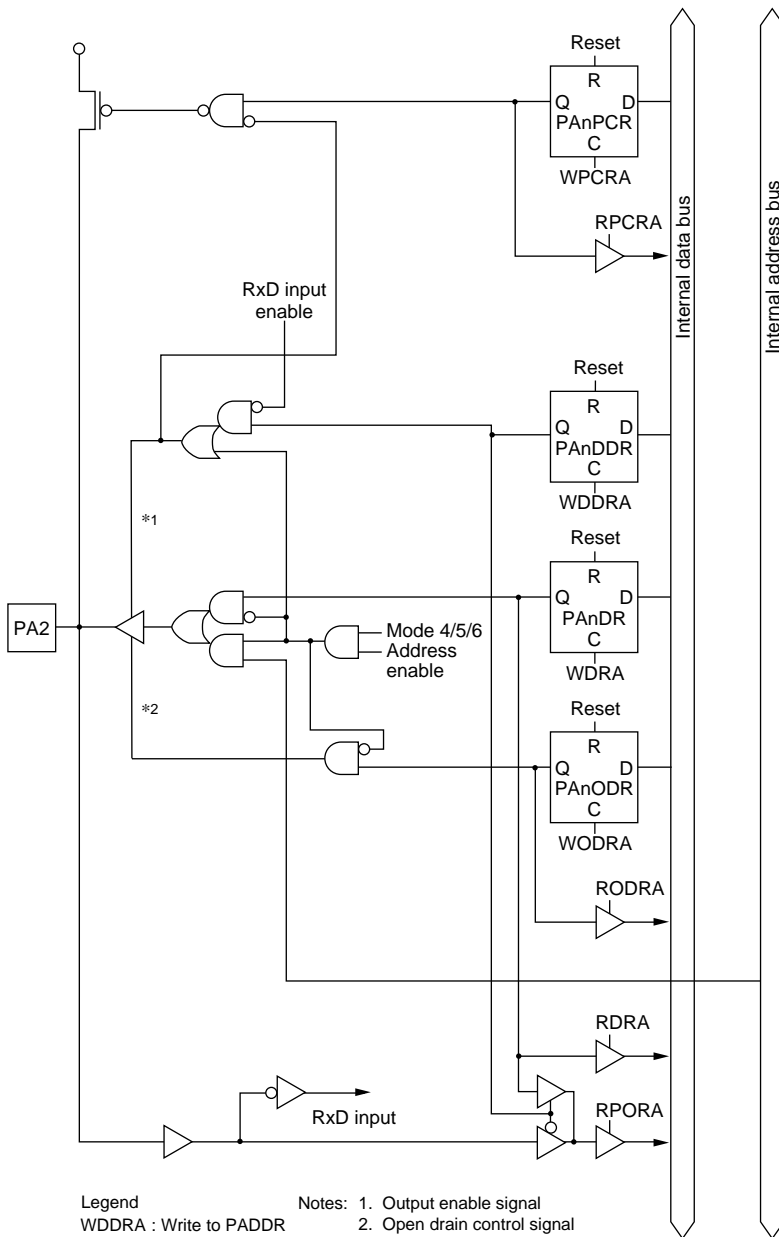 Reset
R
Q D
PAnPCR
C
WPCRA
RPCRA
Internal data bus
Internal address bus
RxD input
enable
Reset
R
Q D
PAnDDR
C
WDDRA
*1
Reset
R
Q D
PAnDR
C
WDRA
PA2
Mode 4/5/6
Address
enable
*2
Reset
R
Q D
PAnODR
C
WODRA
RODRA
RDRA
RxD input
RPORA
Legend
WDDRA : Write to PADDR
Notes: 1. Output enable signal
2. Open drain control signal